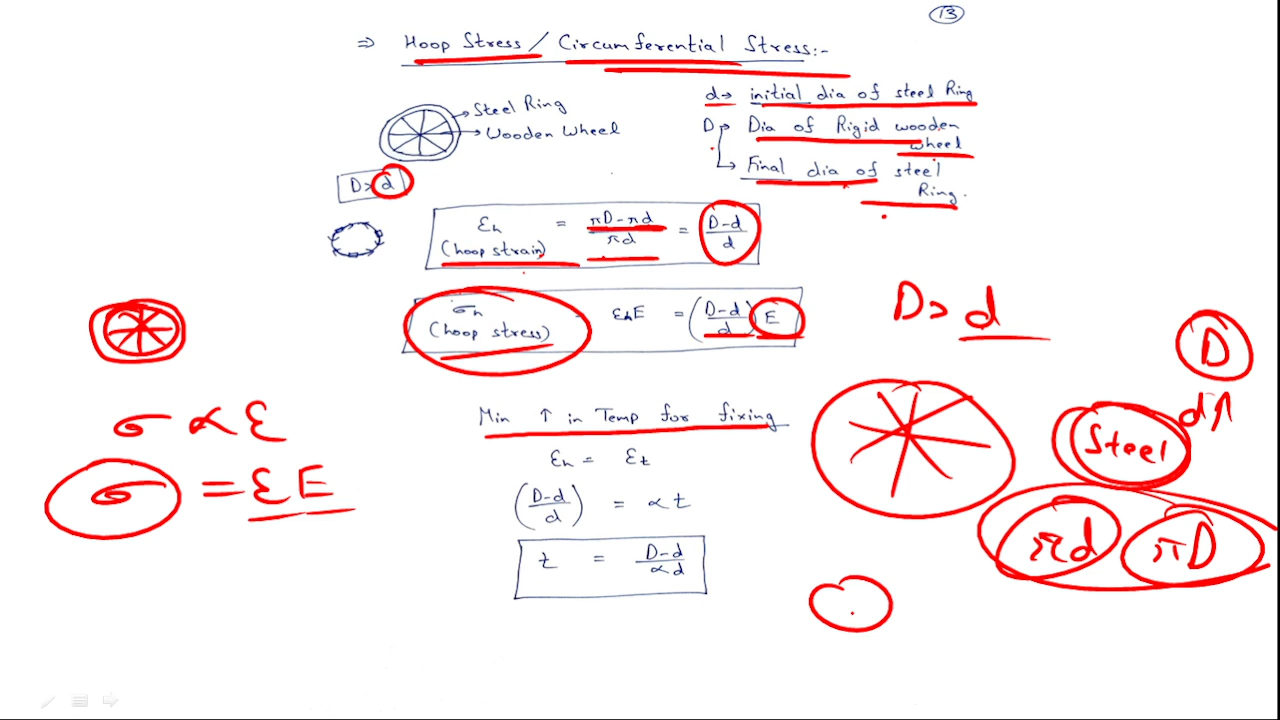 13
⇒ Hoop Stress / Circumferential Stress:-
Steel Ring
Wooden Wheel
D > d
d → initial dia of steel Ring
D → Dia of Rigid wooden
wheel
↳ Final dia of steel
Ring.
εh = πD-πd / πd = D-d / d
(hoop strain)
σh εhE = (D-d / d) E
(hoop stress)
Min ↑ in Temp for fixing
εh = εt
(D-d / d) = ∝ t
t = D-d / ∝d
σ ∝ ε
σ = εE
D > d
D
d↑
Steel
πd πD